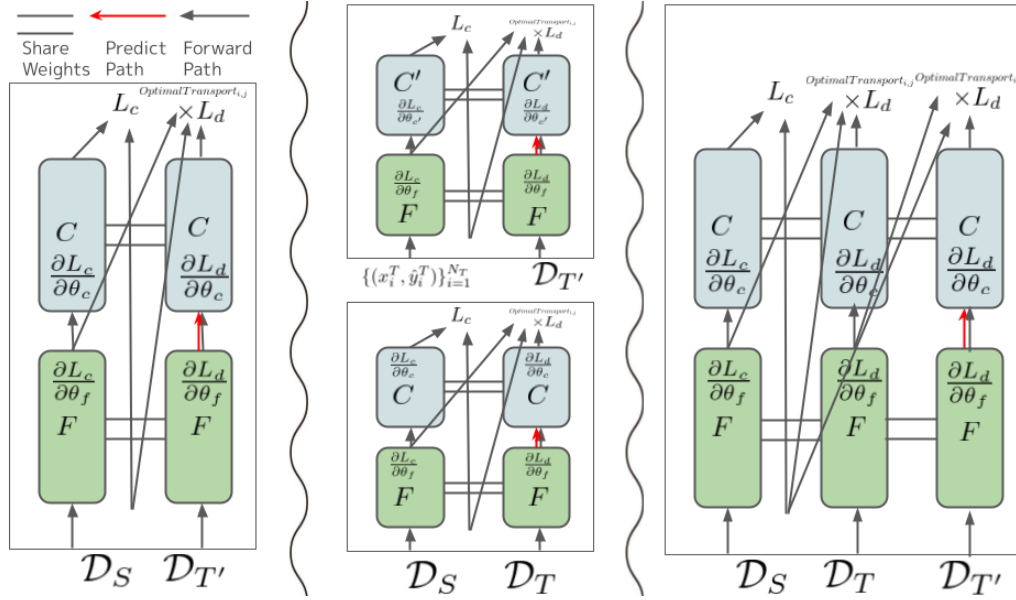 Share Weights
Predict Path
Forward Path
L_c
OptimalTransport_{i,j}
×L_d
C
∂L_c/∂θ_c
C
∂L_d/∂θ_c
∂L_c/∂θ_f
F
∂L_d/∂θ_f
F
𝒟_S
𝒟_{T'}
L_c
OptimalTransport_{i,j}
×L_d
C'
∂L_c/∂θ_{c'}
C'
∂L_d/∂θ_{c'}
∂L_c/∂θ_f
F
∂L_d/∂θ_f
F
{(x_i^T, ŷ_i^T)}_{i=1}^{N_T}
𝒟_{T'}
L_c
OptimalTransport_{i,j}
×L_d
∂L_c/∂θ_c
C
∂L_d/∂θ_c
C
∂L_c/∂θ_f
F
∂L_d/∂θ_f
F
𝒟_S
𝒟_T
L_c
OptimalTransport_{i,j}
×L_d
OptimalTransport_{i,j}
×L_d
C
∂L_c/∂θ_c
C
∂L_d/∂θ_c
C
∂L_d/∂θ_c
∂L_c/∂θ_f
F
∂L_d/∂θ_f
F
∂L_d/∂θ_f
F
𝒟_S
𝒟_T
𝒟_{T'}